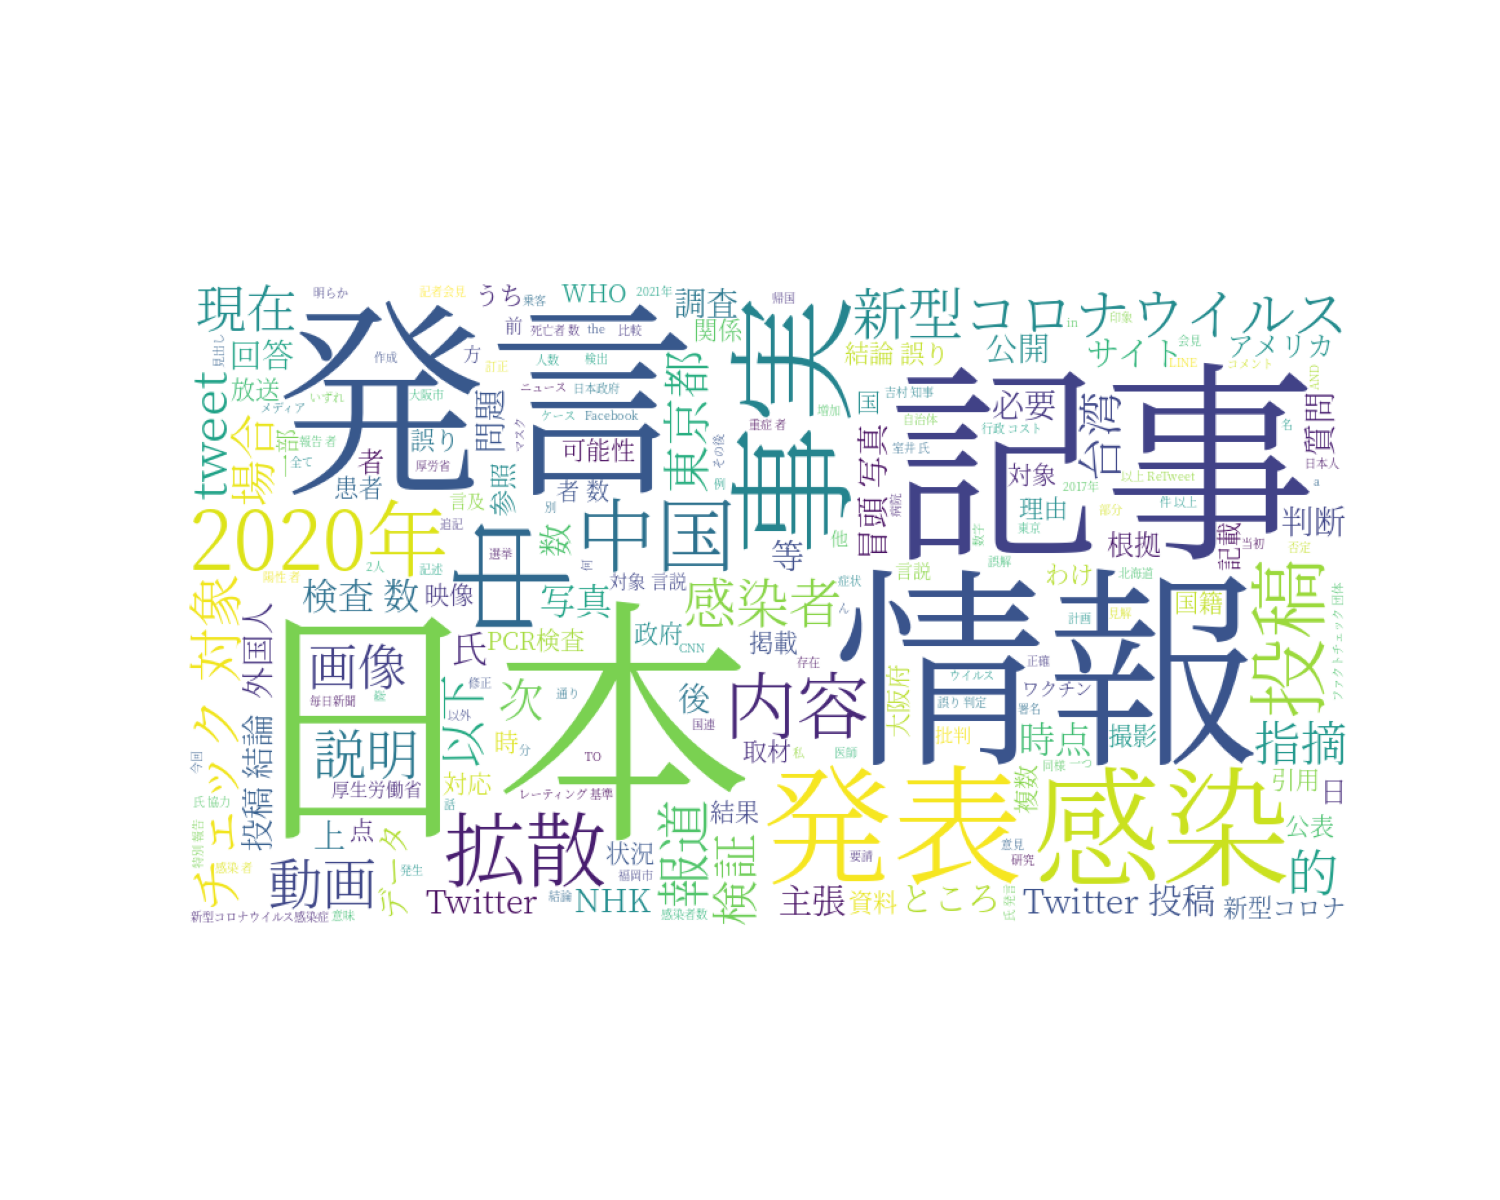 現在
明らか
記者会見
うち
乗客
WHO
2021年
調査
帰国
新型コロナウイルス
発言
事実
記事
前
死亡者 数
the
比較
関係
in
印象
会見
回答
見出し
作成
方
訂正
人数
検出
結論 誤り
公開
サイト
LINE
アメリカ
コメント
tweet
放送
メディア
いずれ
大阪市
ニュース
日本政府
東京都
国
吉村 知事
必要
台湾
AND
場合
一部
報告 者
全て
誤り
問題
マスク
ケース
Facebook
増加
自治体
行政 コスト
名
質問
者
厚労省
可能性
重症 者
その後
冒頭 写真
室井 氏
対象
日本人
患者
言及
参照
者 数
例
病院
以上 ReTweet
2017年
a
2020年
追記
別
中国
他
理由
件 以上
部分
判断
2人
記述
選挙
申
数
回
等
数字
東京
根拠
記載
当初
否定
陽性 者
検査 数
映像
対象 言説
誤解
言説
わけ
北海道
対象
写真
感染者
症状
ん
情報
国籍
投稿
計画
見解
ファクトチェック 団体
外国人
日本
画像
氏
PCR検査
政府
CNN
掲載
存在
正確
毎日新聞
修正
以下
次
通り
後
国連
内容
大阪府
ウイルス
ワクチン
誤り 判定
署名
チェック
投稿 結論
説明
以外
時
分
TO
取材
私
医師
批判
時点
撮影
指摘
今回
厚生労働省
対応
レーティング 基準
同様
一つ
複数
引用
日
氏 協力
話
発表
感染
上
点
データ
拡散
報道
結果
公表
特別 報告
感染 者
動画
発生
状況
福岡市
検証
要請
意見
研究
的
新型コロナウイルス感染症
意味
Twitter
結論
NHK
感染者数
主張
資料
ところ
氏 発言
Twitter 投稿
新型コロナ